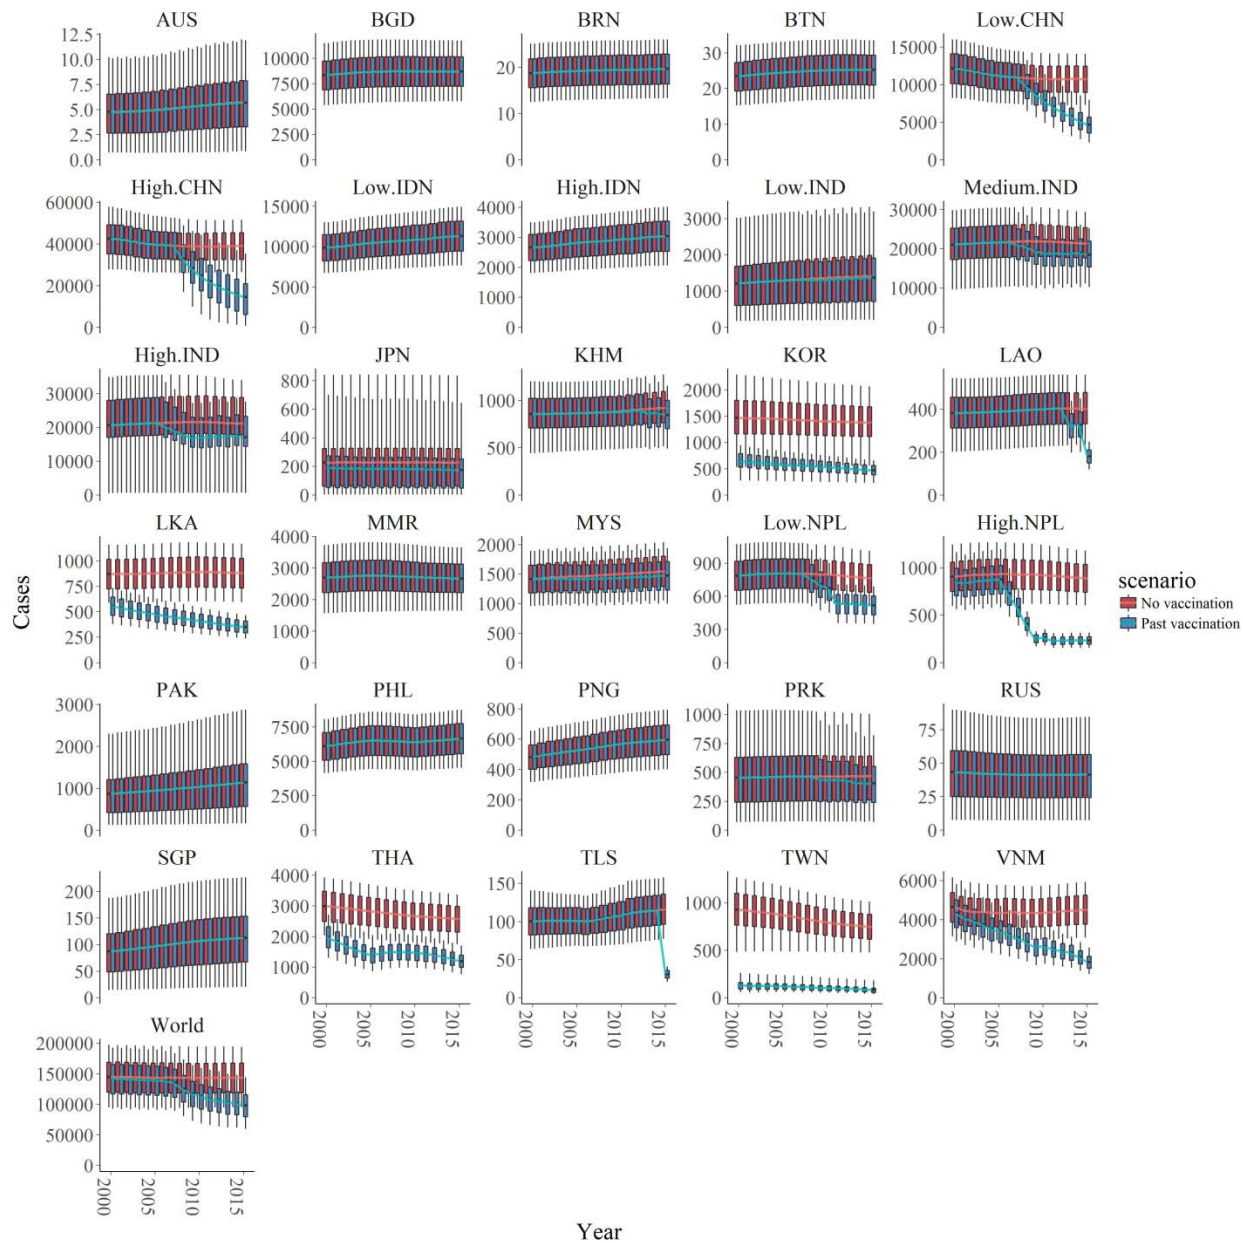 AUS BGD BRN BTN Low.CHN
12.5 10.0 7.5 5.0 2.5 0.0
10000 7500 5000 2500 0
20 10 0
30 20 10 0
15000 10000 5000 0
High.CHN Low.IDN High.IDN Low.IND Medium.IND
60000 40000 20000 0
15000 10000 5000 0
4000 3000 2000 1000 0
3000 2000 1000 0
30000 20000 10000 0
High.IND JPN KHM KOR LAO
30000 20000 10000 0
800 600 400 200 0
1000 500 0
2000 1500 1000 500 0
400 200 0
LKA MMR MYS Low.NPL High.NPL
1000 750 500 250 0
4000 3000 2000 1000 0
2000 1500 1000 500 0
900 600 300 0
1000 500 0
Cases
scenario
No vaccination
Past vaccination
PAK PHL PNG PRK RUS
3000 2000 1000 0
7500 5000 2500 0
800 600 400 200 0
1000 750 500 250 0
75 50 25 0
SGP THA TLS TWN VNM
200 150 100 50 0
4000 3000 2000 1000 0
150 100 50 0
1000 500 0
6000 4000 2000 0
2000 2005 2010 2015
2000 2005 2010 2015
2000 2005 2010 2015
2000 2005 2010 2015
World
200000 150000 100000 50000 0
2000 2005 2010 2015
Year